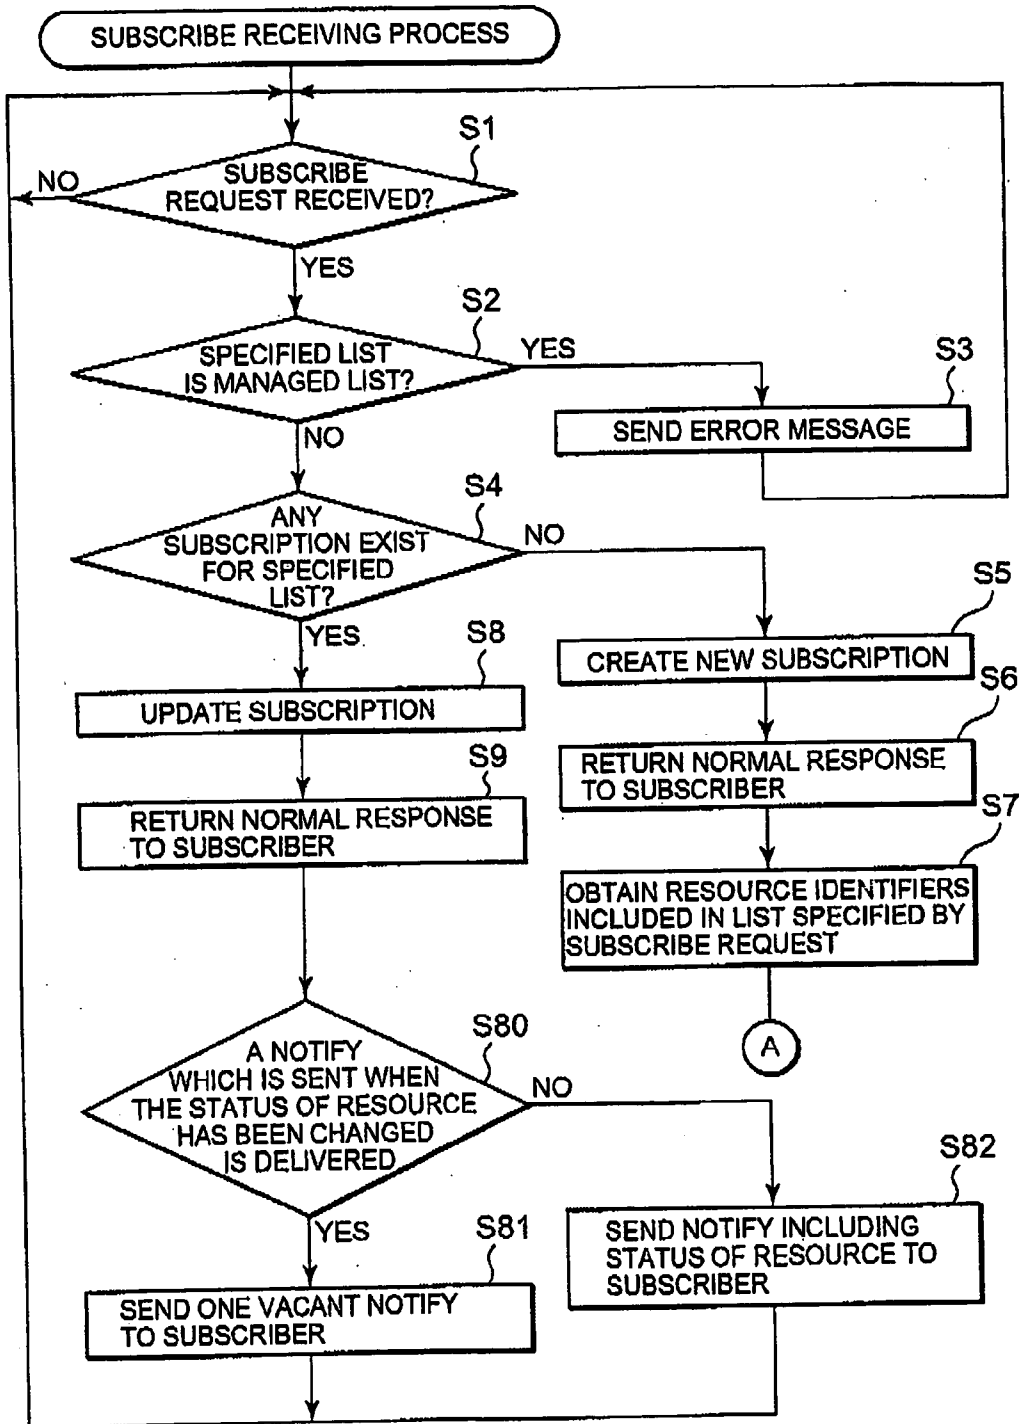 SUBSCRIBE RECEIVING PROCESS
S1
NO
SUBSCRIBE
REQUEST RECEIVED?
YES
S2
SPECIFIED LIST
IS MANAGED LIST?
YES
S3
SEND ERROR MESSAGE
NO
S4
ANY
SUBSCRIPTION EXIST
FOR SPECIFIED
LIST?
NO
YES
S5
CREATE NEW SUBSCRIPTION
S8
UPDATE SUBSCRIPTION
S6
RETURN NORMAL RESPONSE
TO SUBSCRIBER
S9
RETURN NORMAL RESPONSE
TO SUBSCRIBER
S7
OBTAIN RESOURCE IDENTIFIERS
INCLUDED IN LIST SPECIFIED BY
SUBSCRIBE REQUEST
A
S80
A NOTIFY
WHICH IS SENT WHEN
THE STATUS OF RESOURCE
HAS BEEN CHANGED
IS DELIVERED
NO
YES
S82
SEND NOTIFY INCLUDING
STATUS OF RESOURCE TO
SUBSCRIBER
S81
SEND ONE VACANT NOTIFY
TO SUBSCRIBER